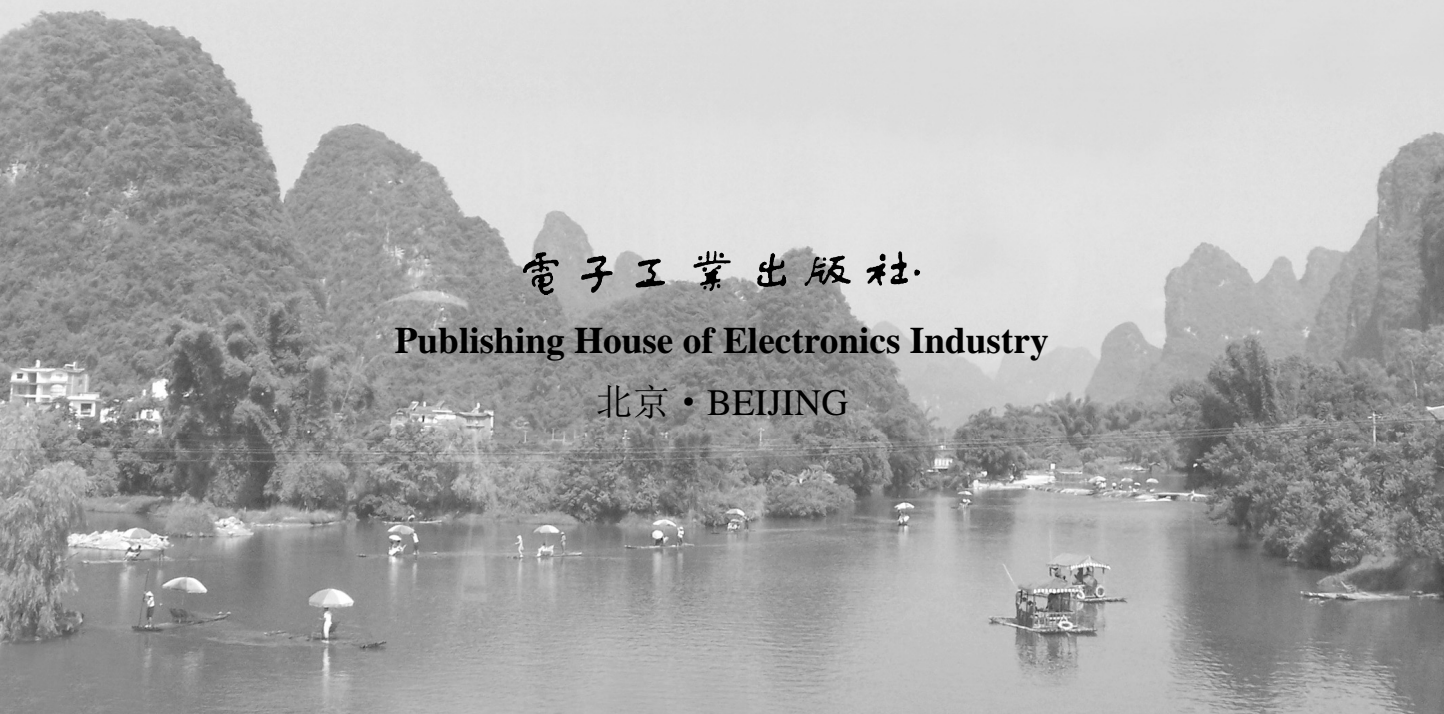 電子工業出版社.
Publishing House of Electronics Industry
北京·BEIJING